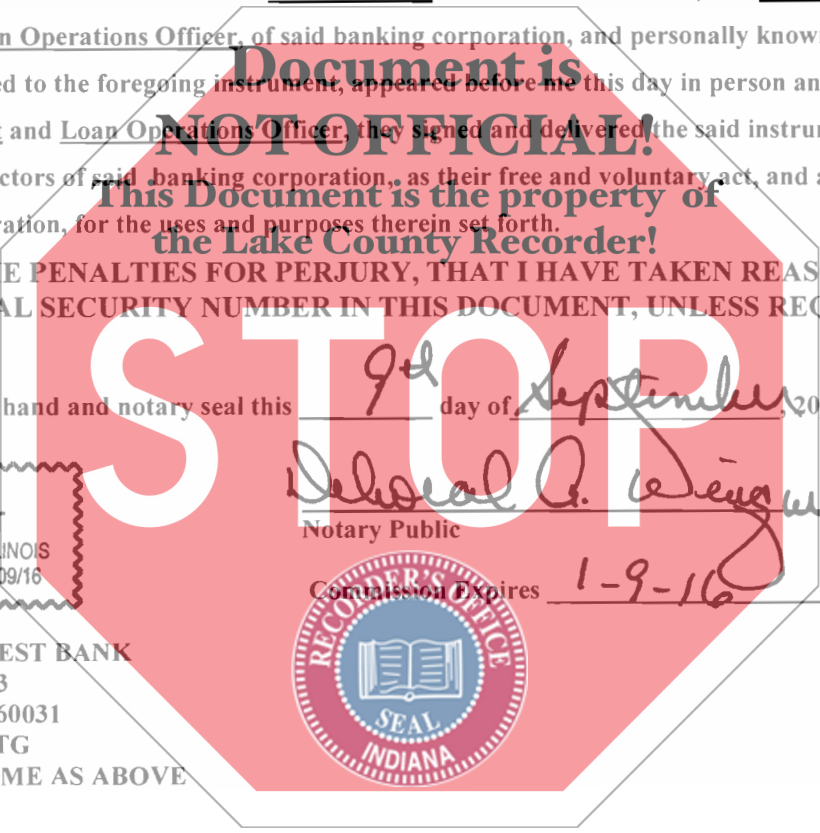 n Operations Officer, of said banking corporation, and personally know
Document is
ed to the foregoing instrument, appeared before me this day in person an
and Loan Operations Officer, they signed and delivered the said instru
NOT OFFICIAL!
ctors of said banking corporation, as their free and voluntary act, and a
This Document is the property of
ation, for the uses and purposes therein set forth.
the Lake County Recorder!
E PENALTIES FOR PERJURY, THAT I HAVE TAKEN REAS
AL SECURITY NUMBER IN THIS DOCUMENT, UNLESS REQ
STOP
hand and notary seal this 9th day of September, 20
Deborah A.
Notary Public
INOIS
09/16
Commission Expires 1-9-16
RECORDER'S OFFICE
SEAL
INDIANA
EST BANK
3
60031
TG
ME AS ABOVE